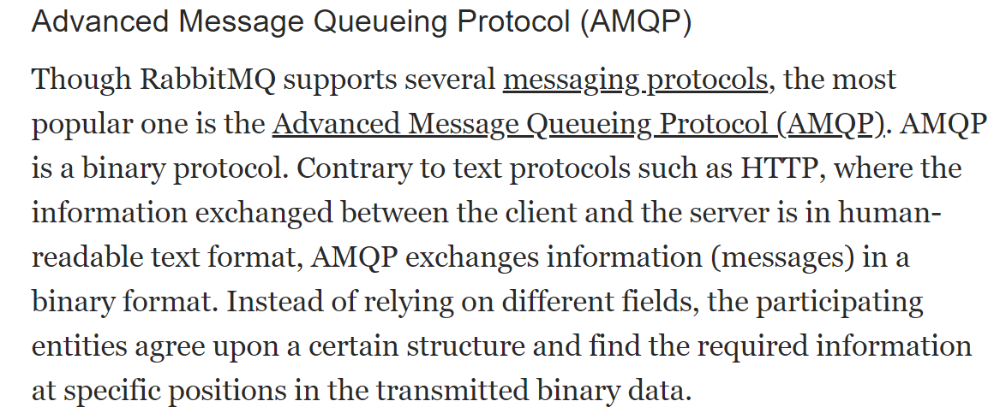 Advanced Message Queueing Protocol (AMQP)
Though RabbitMQ supports several messaging protocols, the most
popular one is the Advanced Message Queueing Protocol (AMQP). AMQP
is a binary protocol. Contrary to text protocols such as HTTP, where the
information exchanged between the client and the server is in human-
readable text format, AMQP exchanges information (messages) in a
binary format. Instead of relying on different fields, the participating
entities agree upon a certain structure and find the required information
at specific positions in the transmitted binary data.